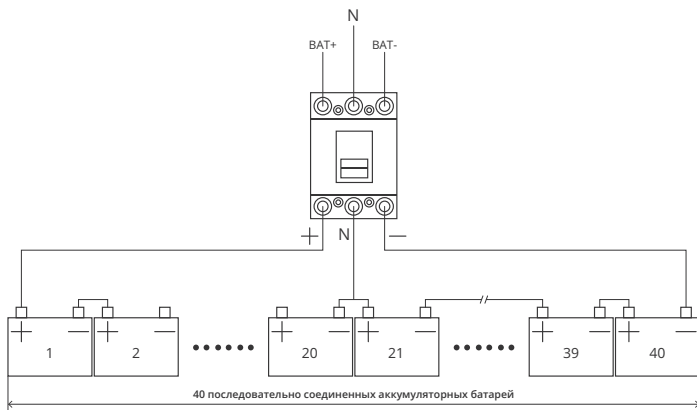 N
BAT+ BAT-
+ N —
+ — + — + — + — + — + —
1 2 •••••• 20 21 •••••• 39 40
40 последовательно соединенных аккумуляторных батарей